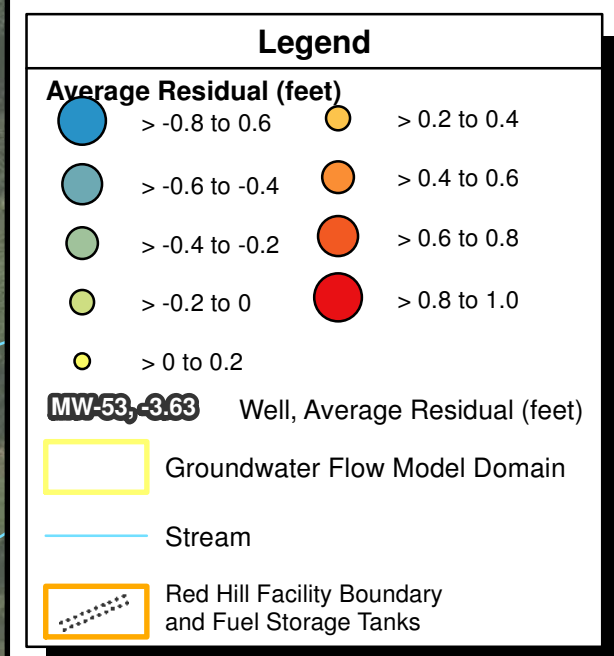 Legend
Average Residual (feet)
> -0.8 to 0.6
> -0.6 to -0.4
> -0.4 to -0.2
> -0.2 to 0
> 0 to 0.2
> 0.2 to 0.4
> 0.4 to 0.6
> 0.6 to 0.8
> 0.8 to 1.0
MW-53, -3.63 Well, Average Residual (feet)
Groundwater Flow Model Domain
Stream
Red Hill Facility Boundary
and Fuel Storage Tanks